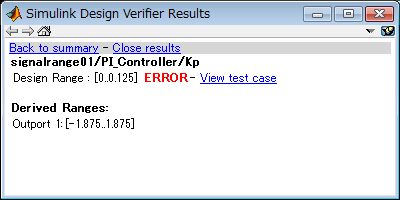 Simulink Design Verifier Results
Back to summary - Close results
signalrange01/PI_Controller/Kp
Design Range : [0..0.125] ERROR - View test case
Derived Ranges:
Outport 1: [-1.875..1.875]